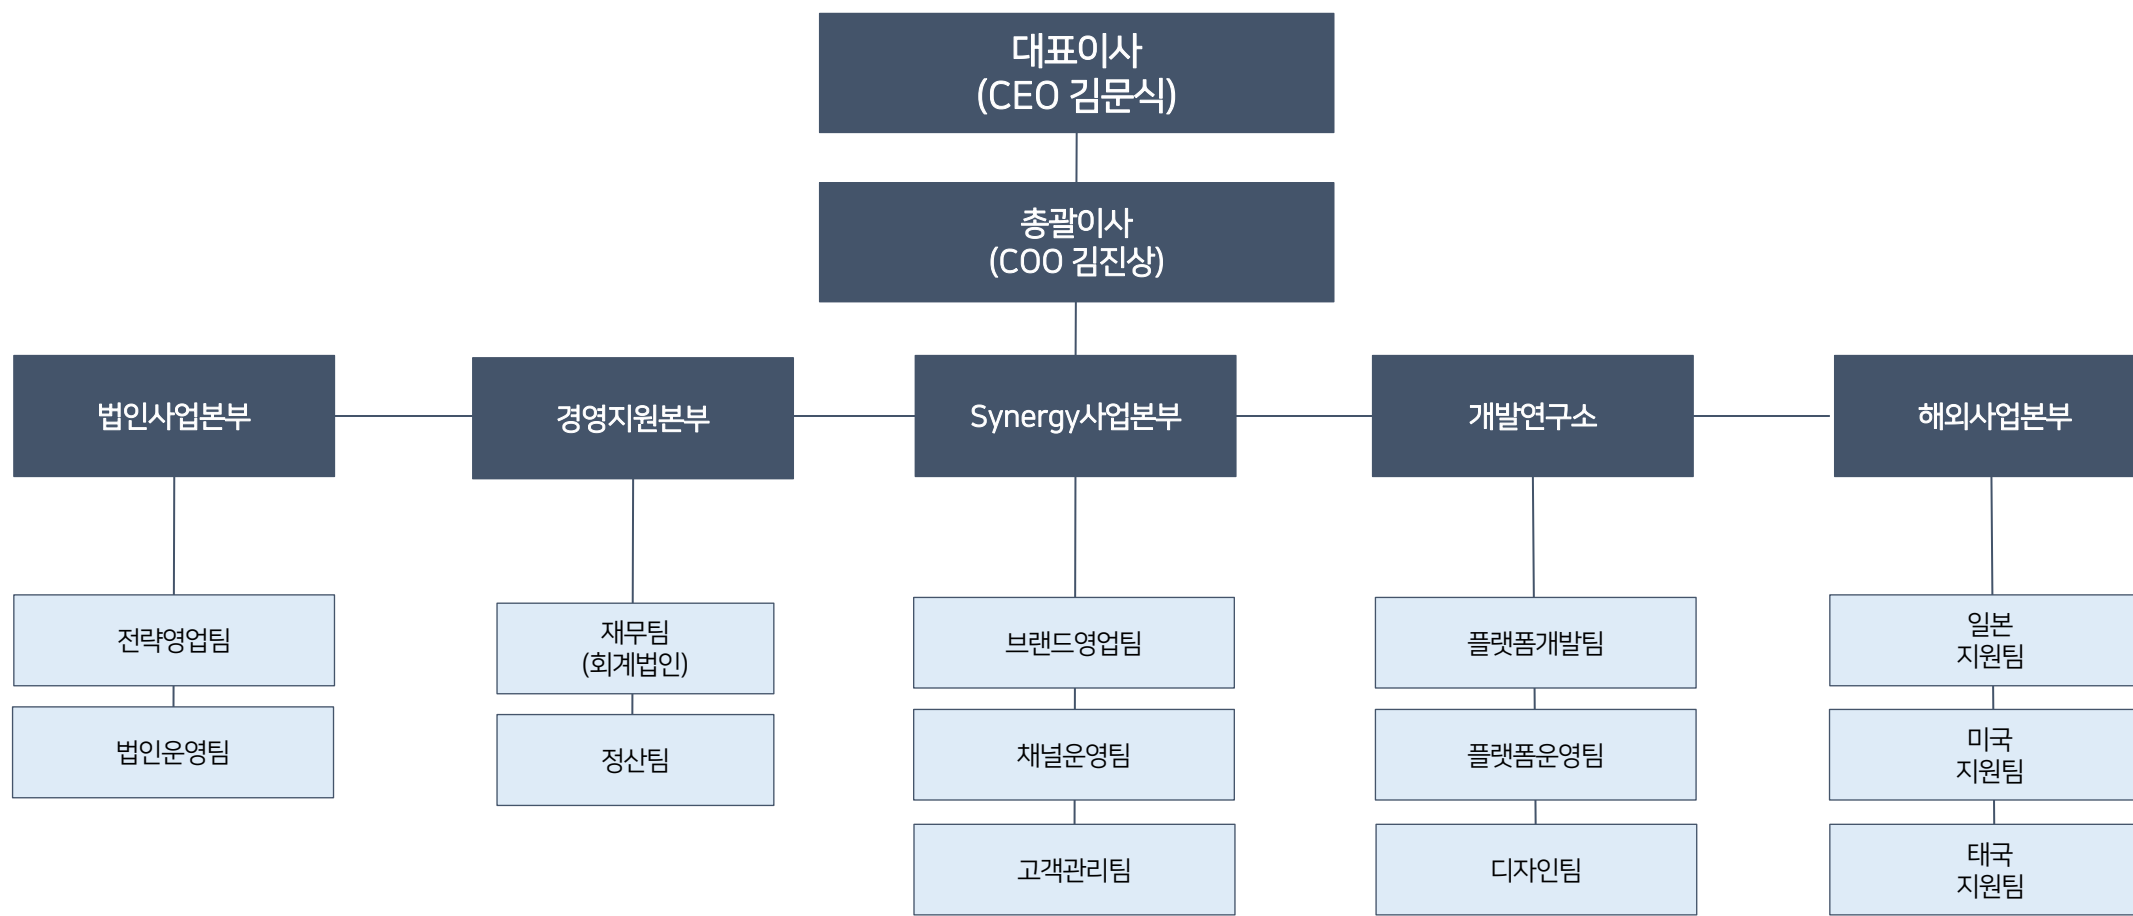 대표이사
(CEO 김문식)
총괄이사
(COO 김진상)
법인사업본부
경영지원본부
Synergy사업본부
개발연구소
해외사업본부
전략영업팀
법인운영팀
재무팀
(회계법인)
정산팀
브랜드영업팀
채널운영팀
고객관리팀
플랫폼개발팀
플랫폼운영팀
디자인팀
일본
지원팀
미국
지원팀
태국
지원팀